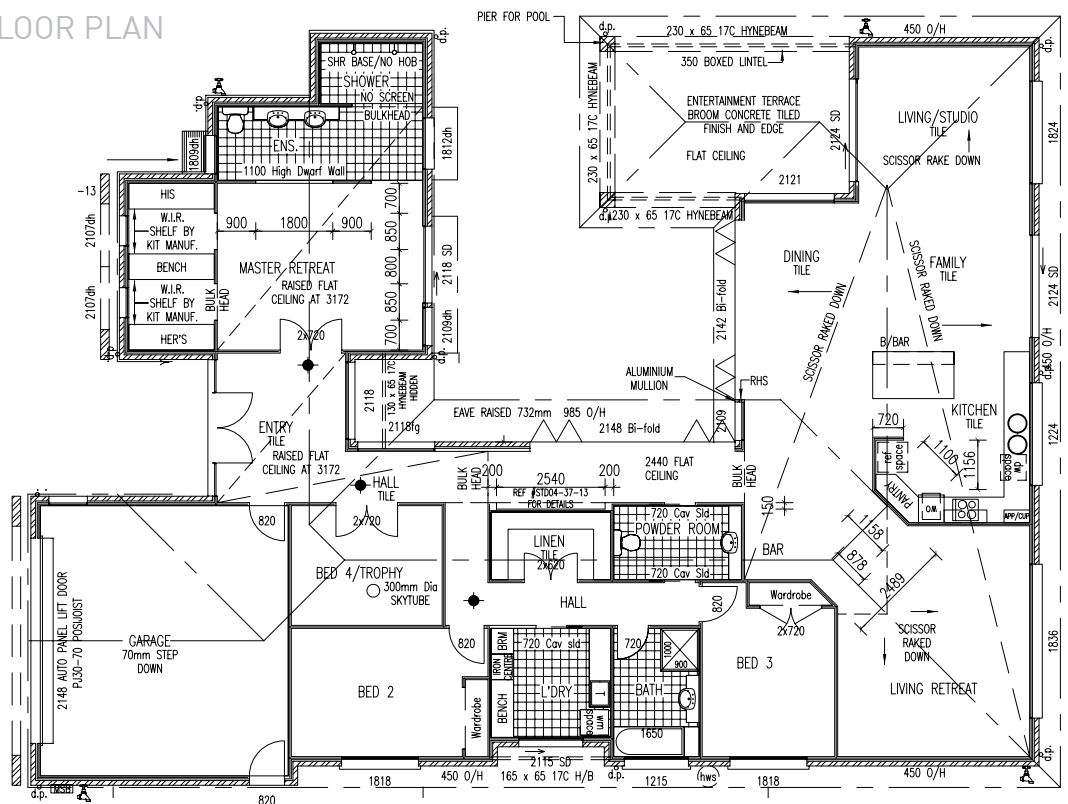 LOOR PLAN
PIER FOR POOL
d.p.
230 x 65 17C HYNEBEAM
450 O/H
d.p.
d.p.
350 BOXED LINTEL
SHR BASE/NO HOB
SHOWER
NO SCREEN
BULKHEAD
d.p.
ENS.
1100 High Dwarf Wall
1809dh
1812dh
230 x 65 17C HYNEBEAM
ENTERTAINMENT TERRACE
BROOM CONCRETE TILED
FINISH AND EDGE
FLAT CEILING
2124 SD
2121
LIVING/STUDIO
TILE
SCISSOR RAKE DOWN
1824
-13
HIS
W.I.R.
SHELF BY
KIT MANUF.
BENCH
W.I.R.
SHELF BY
KIT MANUF.
HER'S
2107dh
2107dh
BULK
HEAD
900
1800
900
700
850
800
850
700
MASTER RETREAT
RAISED FLAT
CEILING AT 3172
2118 SD
2109dh
2x720
d.p.
230 x 65 17C HYNEBEAM
DINING
TILE
FAMILY
TILE
SCISSOR RAKED DOWN
SCISSOR RAKED DOWN
2142 Bi-fold
2124 SD
450 O/H
d.p.
B/BAR
d.p.
d.p.
2118
130 x 65 17C
HYNEBEAM
HIDDEN
2118fg
ALUMINIUM
MULLION
RHS
2109
EAVE RAISED 732mm 985 O/H
2148 Bi-fold
ENTRY
TILE
RAISED FLAT
CEILING AT 3172
KITCHEN
TILE
720
ref
space
1100
1156
PANTRY
WO
d/w
space
APP/CUP
1224
HALL
TILE
BULK
HEAD
200
2540
200
REF #STD04-37-13
FOR DETAILS
2440 FLAT
CEILING
BULK
HEAD
150
820
2x720
720 Cav Sld
POWDER ROOM
720 Cav Sld
LINEN
TILE
2x620
BAR
1158
878
2489
BED 4/TROPHY
300mm Dia
SKYTUBE
2148 AUTO PANEL LIFT DOOR
PJ30-70 POSIJOIST
GARAGE
70mm STEP
DOWN
HALL
820
Wardrobe
2x720
SCISSOR
RAKED
DOWN
LIVING RETREAT
1836
820
BRM
IRON
CENTRE
BENCH
720 Cav sld
L'DRY
T
wm
space
720
1000
900
BATH
1650
BED 3
BED 2
Wardrobe
2115 SD
165 x 65 17C H/B
450 O/H
1818
d.p.
1215
hws
1818
450 O/H
d.p.
d.p.
MSB
820